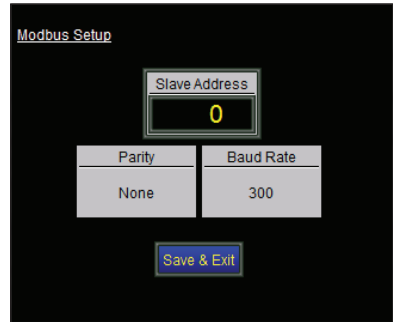 Modbus Setup
Slave Address
0
Parity
Baud Rate
None
300
Save & Exit